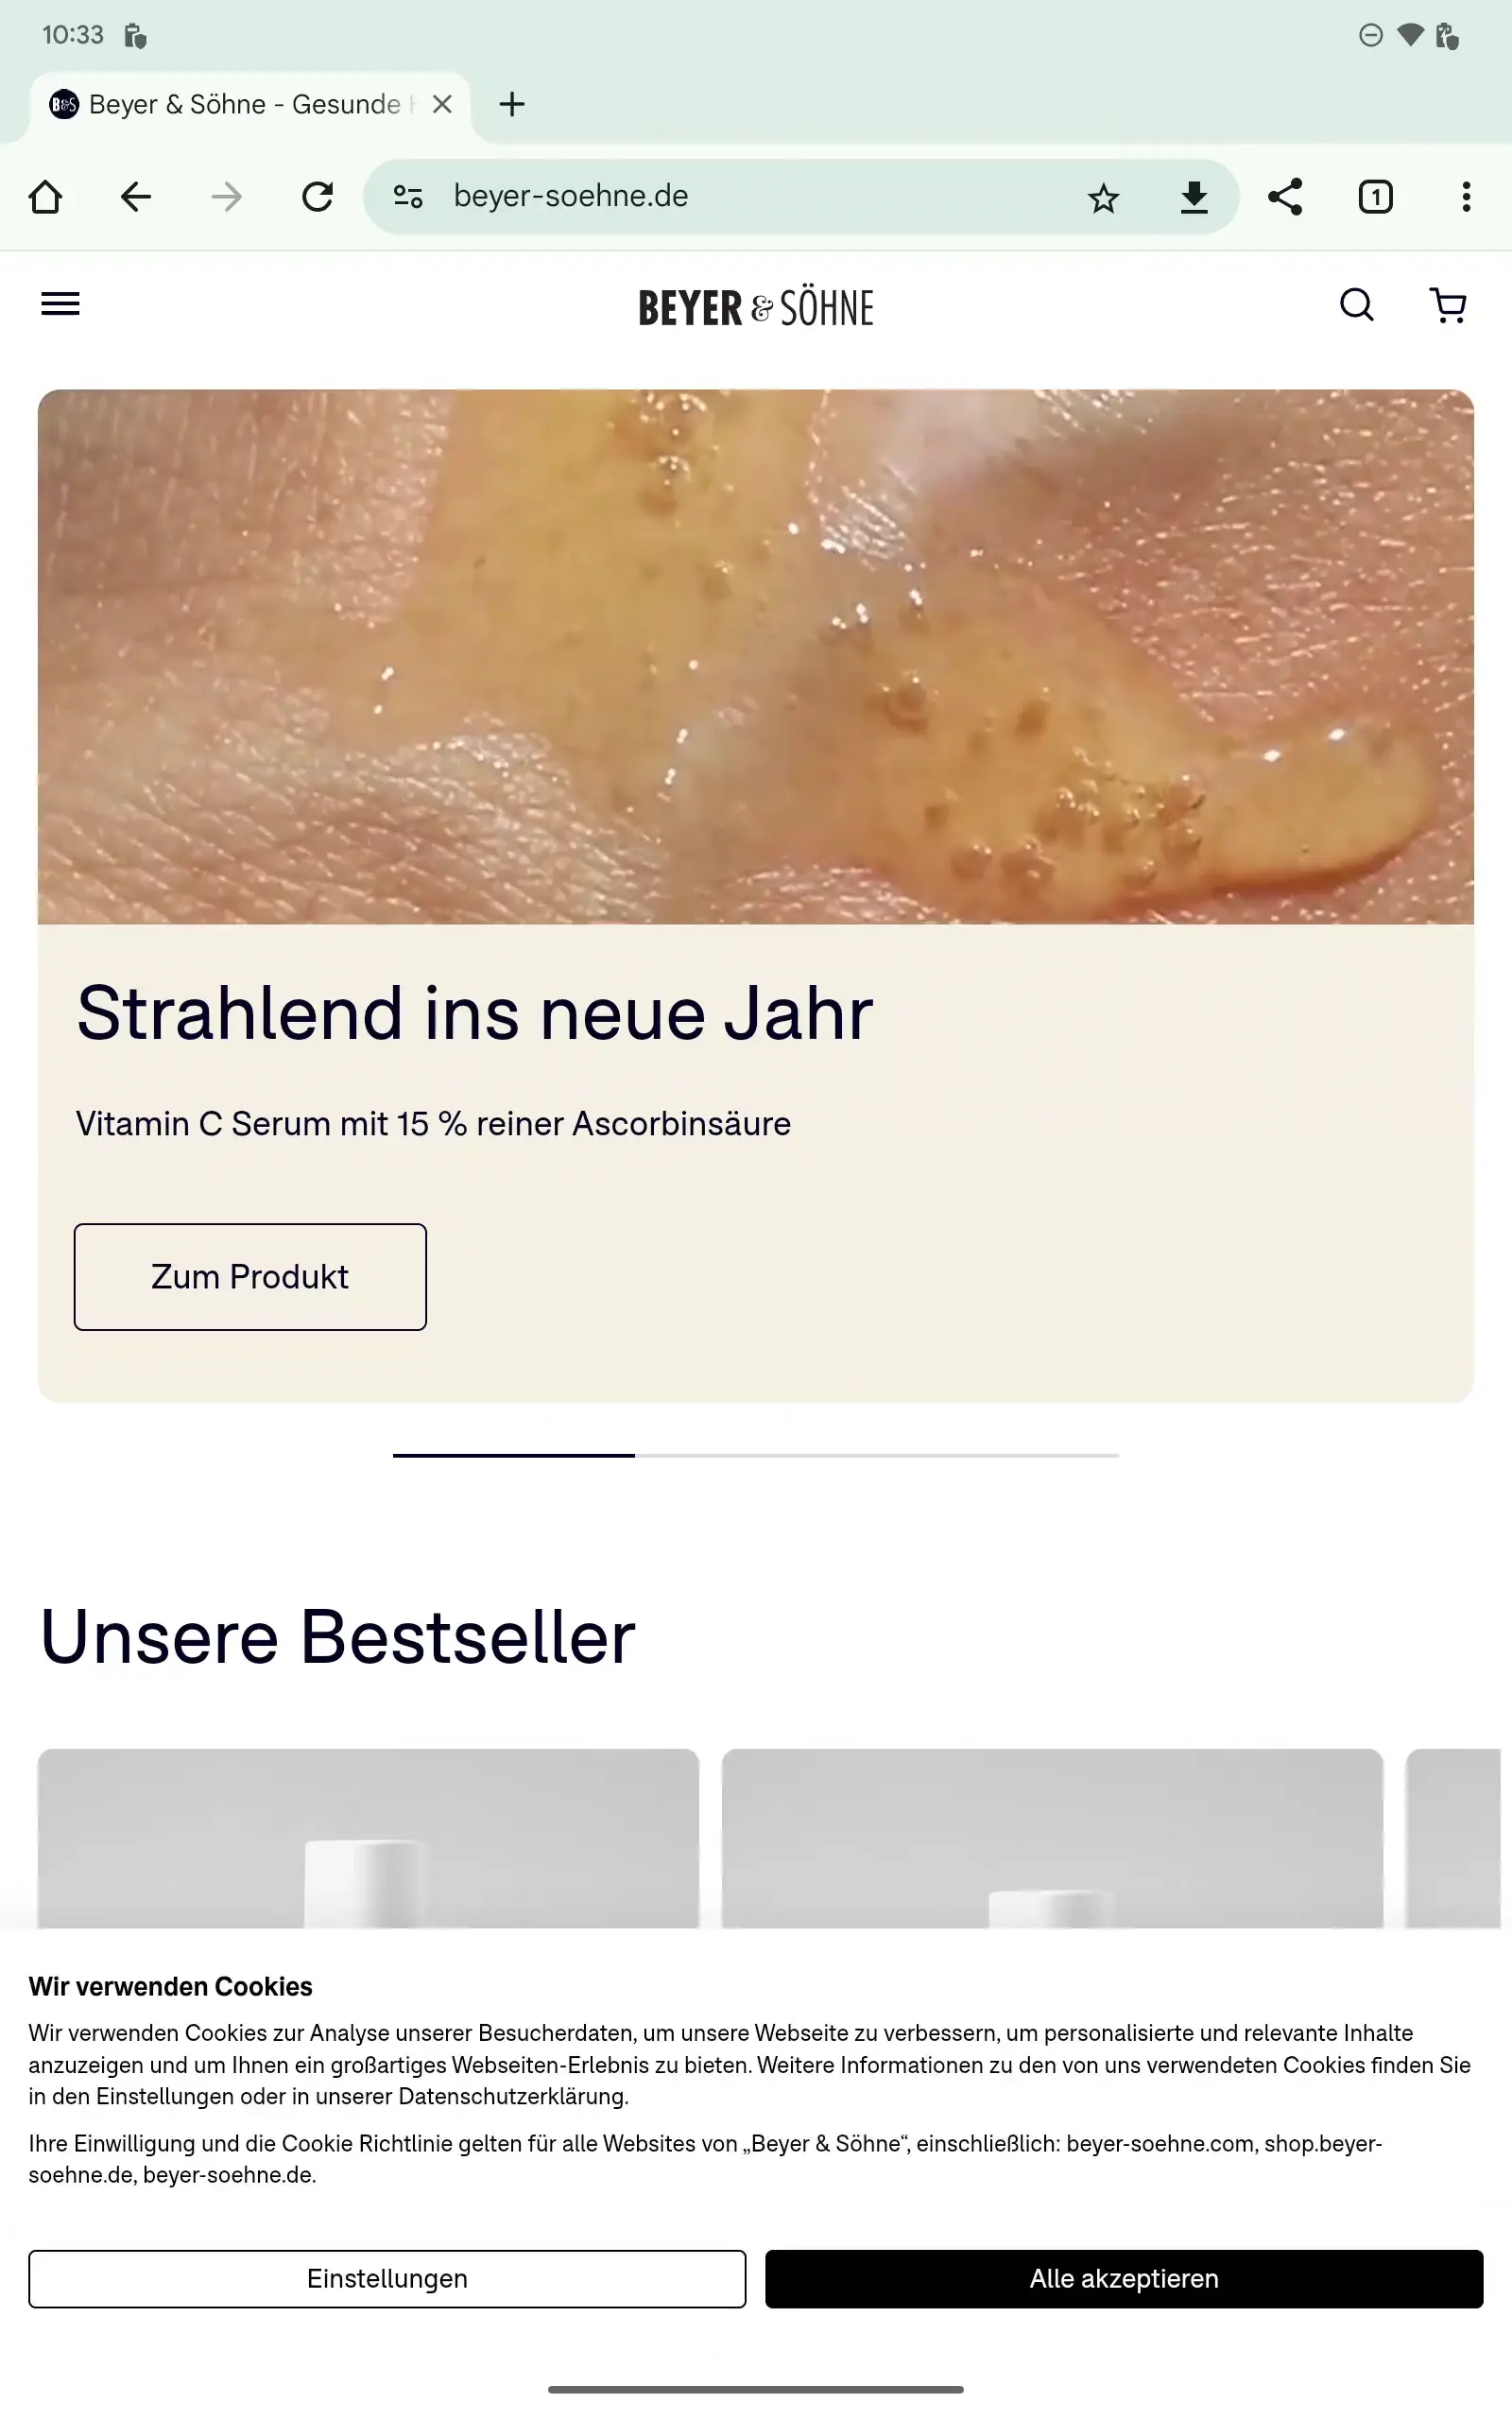 10:33
Beyer & Söhne - Gesunde
beyer-soehne.de
1
BEYER & SÖHNE
Strahlend ins neue Jahr
Vitamin C Serum mit 15 % reiner Ascorbinsäure
Zum Produkt
Unsere Bestseller
Wir verwenden Cookies
Wir verwenden Cookies zur Analyse unserer Besucherdaten, um unsere Webseite zu verbessern, um personalisierte und relevante Inhalte
anzuzeigen und um Ihnen ein großartiges Webseiten-Erlebnis zu bieten. Weitere Informationen zu den von uns verwendeten Cookies finden Sie
in den Einstellungen oder in unserer Datenschutzerklärung.
Ihre Einwilligung und die Cookie Richtlinie gelten für alle Websites von „Beyer & Söhne“, einschließlich: beyer-soehne.com, shop.beyer-
soehne.de, beyer-soehne.de.
Einstellungen
Alle akzeptieren